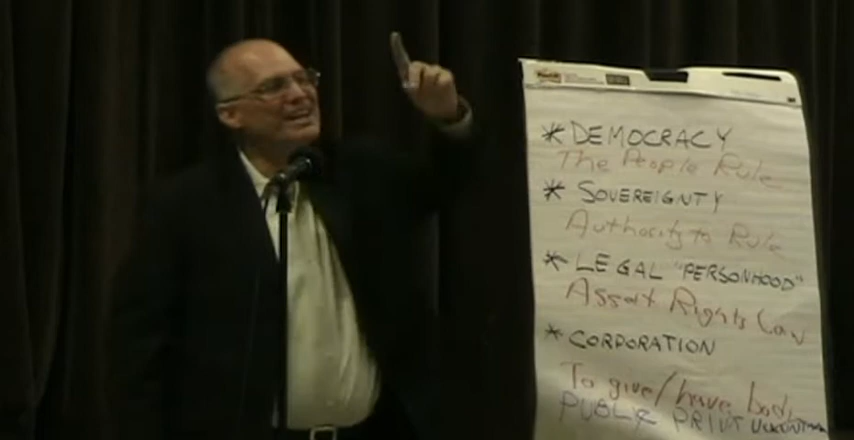 * DEMOCRACY
The People Rule
* SOVEREIGNTY
Authority to Rule
* LEGAL "PERSONHOOD"
Assert Rights Law
* CORPORATION
To give/have body
PUBLIC PRIVT